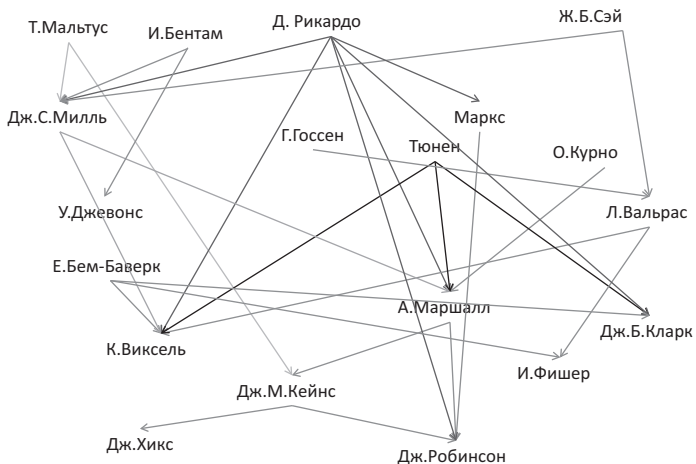 Т.Мальтус
И.Бентам
Д. Рикардо
Ж.Б.Сэй
Дж.С.Милль
Маркс
Г.Госсен
Тюнен
О.Курно
У.Джевонс
Л.Вальрас
Е.Бем-Баверк
А.Маршалл
Дж.Б.Кларк
К.Виксель
И.Фишер
Дж.М.Кейнс
Дж.Хикс
Дж.Робинсон